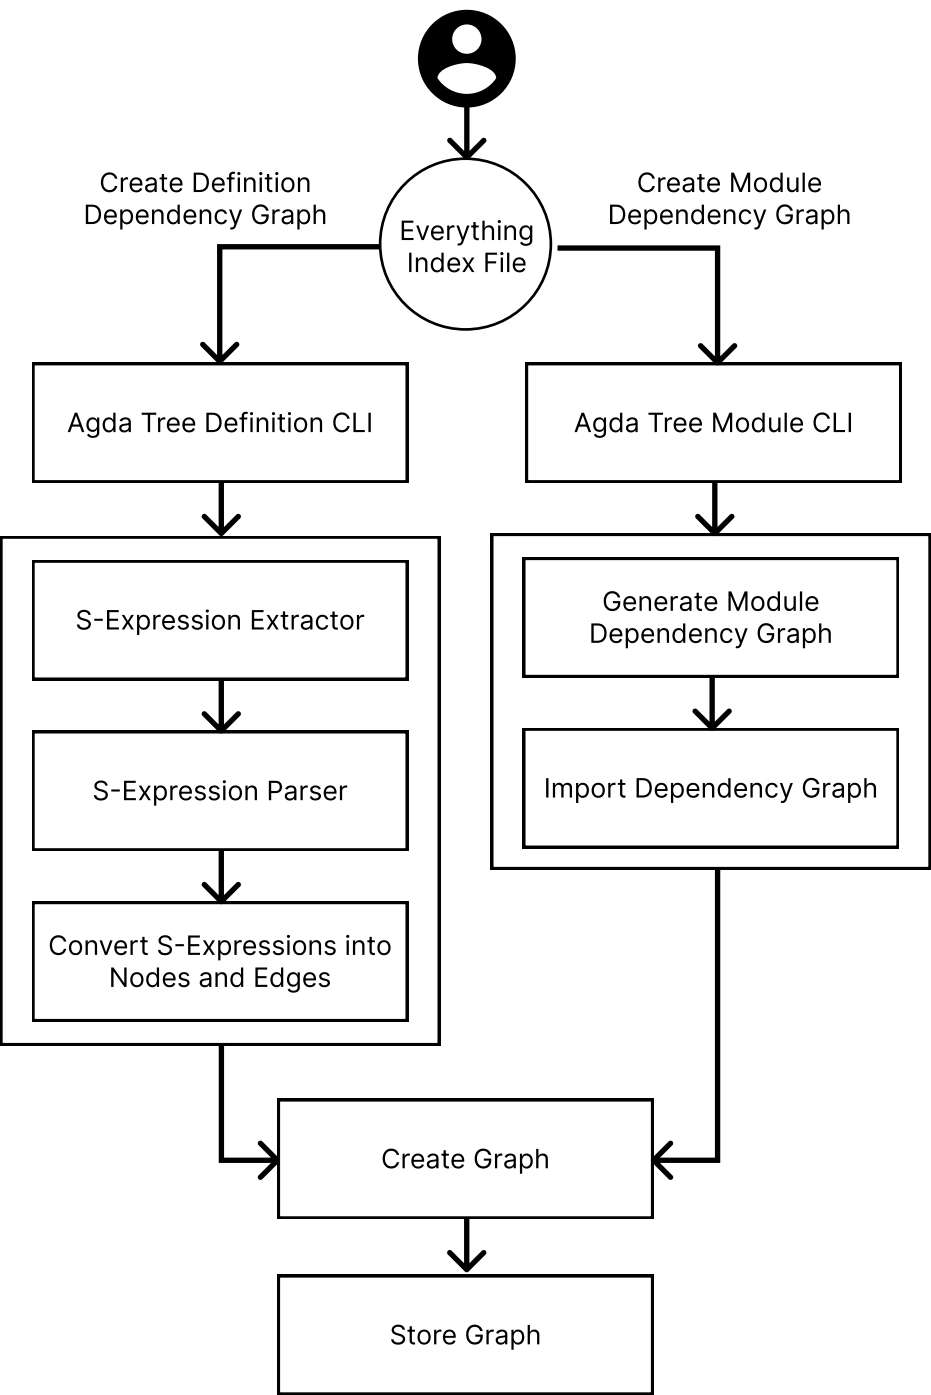 Create Definition
Dependency Graph
Create Module
Dependency Graph
Everything
Index File
Agda Tree Definition CLI
Agda Tree Module CLI
S-Expression Extractor
S-Expression Parser
Convert S-Expressions into
Nodes and Edges
Generate Module
Dependency Graph
Import Dependency Graph
Create Graph
Store Graph